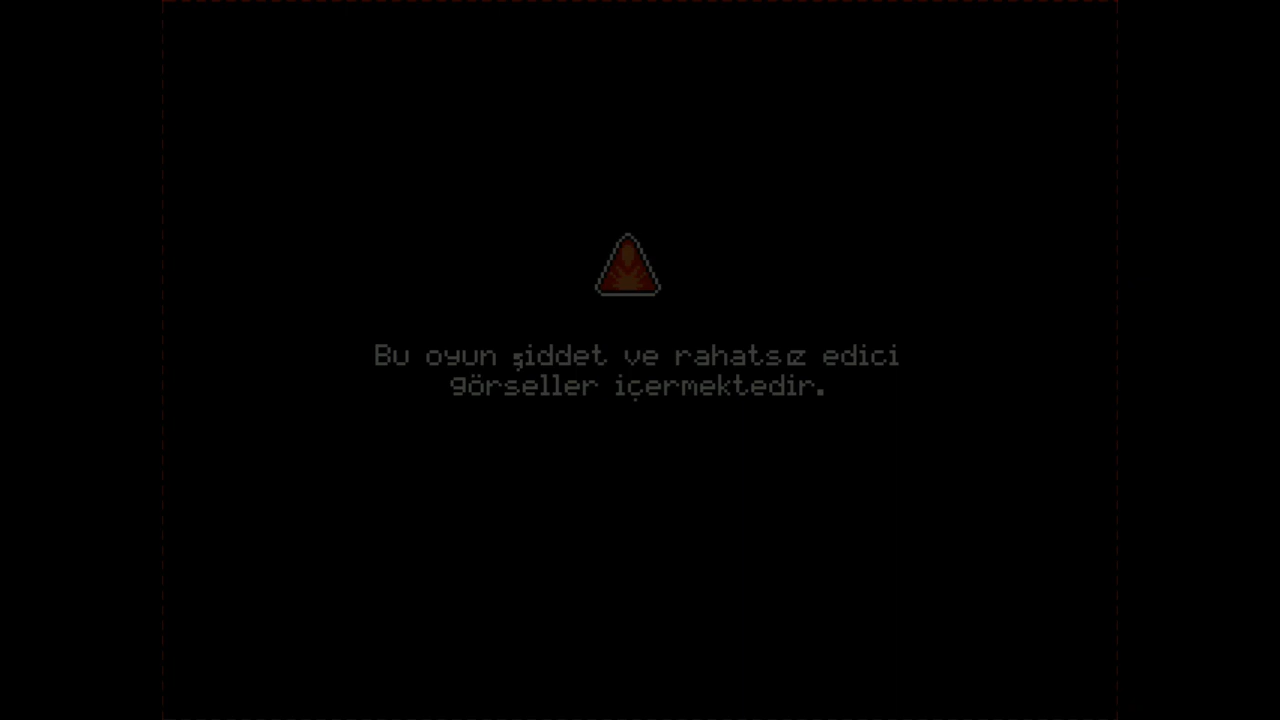 Bu oyun şiddet ve rahatsız edici
görseller içermektedir.